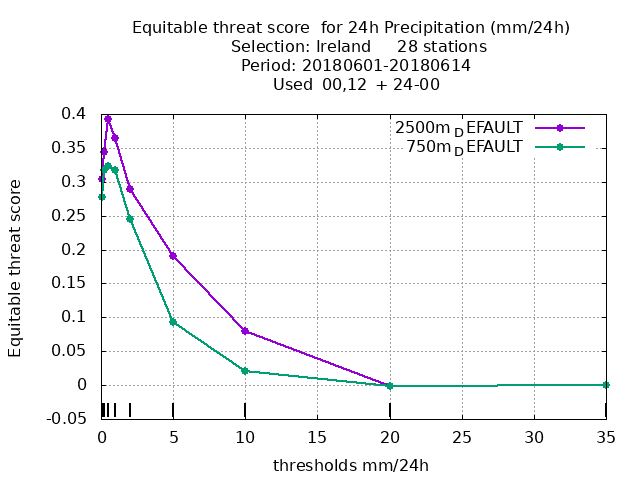 Equitable threat score for 24h Precipitation (mm/24h)
Selection: Ireland 28 stations
Period: 20180601-20180614
Used 00,12 + 24-00
2500m_DEFAULT
750m_DEFAULT
0.4
0.35
0.3
0.25
0.2
0.15
0.1
0.05
0
-0.05
Equitable threat score
0 5 10 15 20 25 30 35
thresholds mm/24h